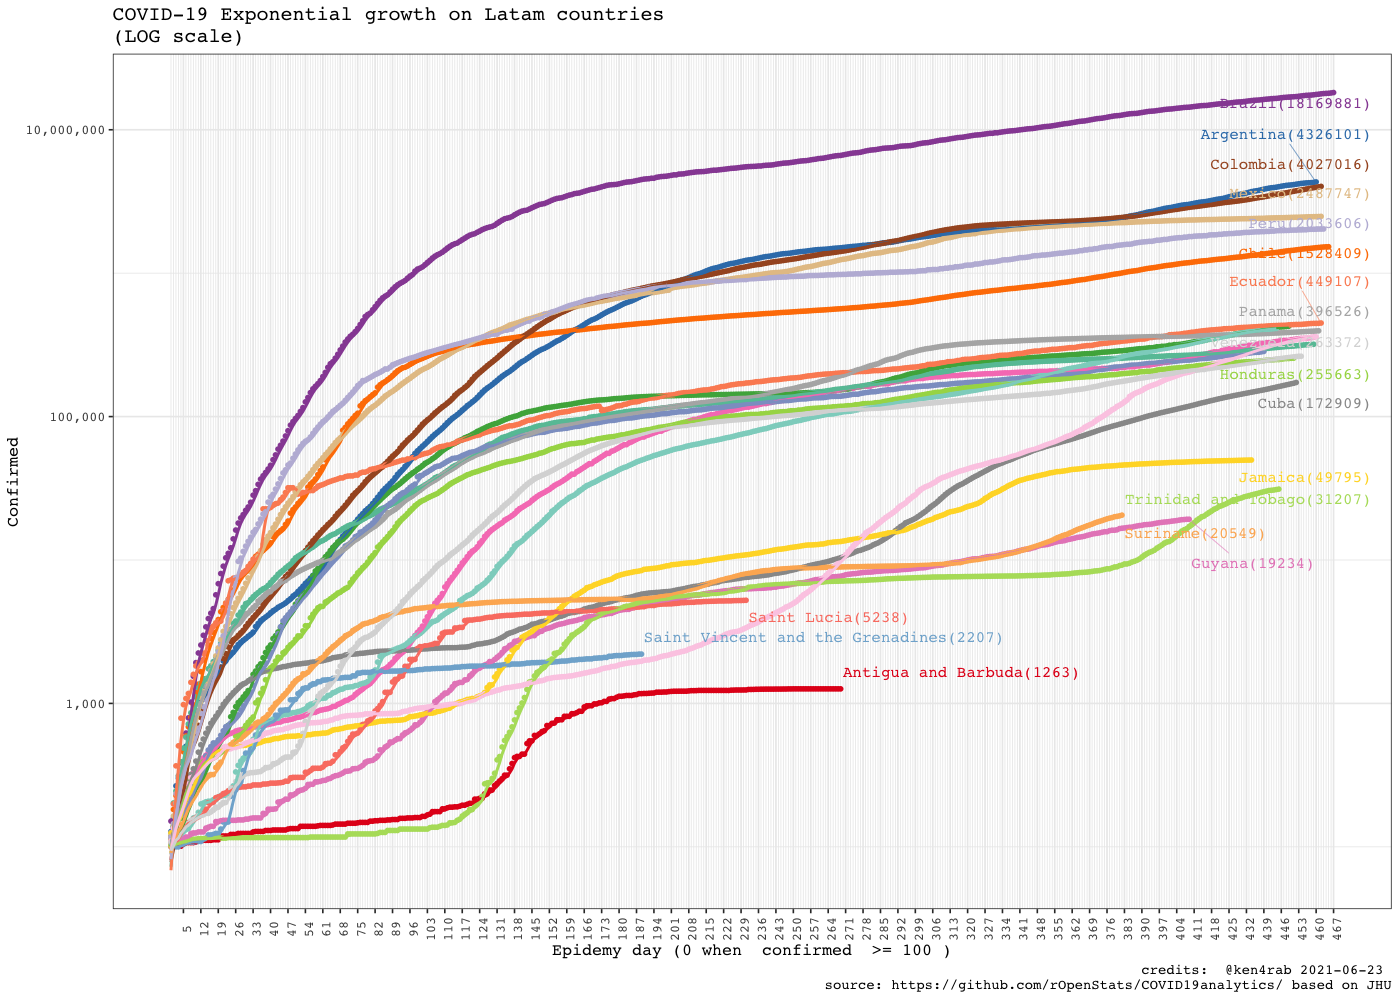 COVID-19 Exponential growth on Latam countries
(LOG scale)
Brazil(18169881)
10,000,000
Argentina(4326101)
Colombia(4027016)
Mexico(2487747)
Peru(2033606)
Chile(1528409)
Ecuador(449107)
Panama(396526)
Honduras(255663)
Cuba(172909)
100,000
Jamaica(49795)
Trinidad and Tobago(31207)
Suriname(20549)
Guyana(19234)
Saint Lucia(5238)
Saint Vincent and the Grenadines(2207)
Antigua and Barbuda(1263)
1,000
Confirmed
5 12 19 26 33 40 47 54 61 68 75 82 89 96 103 110 117 124 131 138 145 152 159 166 173 180 187 194 201 208 215 222 229 236 243 250 257 264 271 278 285 292 299 306 313 320 327 334 341 348 355 362 369 376 383 390 397 404 411 418 425 432 439 446 453 460 467
Epidemy day (0 when  confirmed  >= 100 )
credits:  @ken4rab 2021-06-23
source: https://github.com/rOpenStats/COVID19analytics/ based on JHU